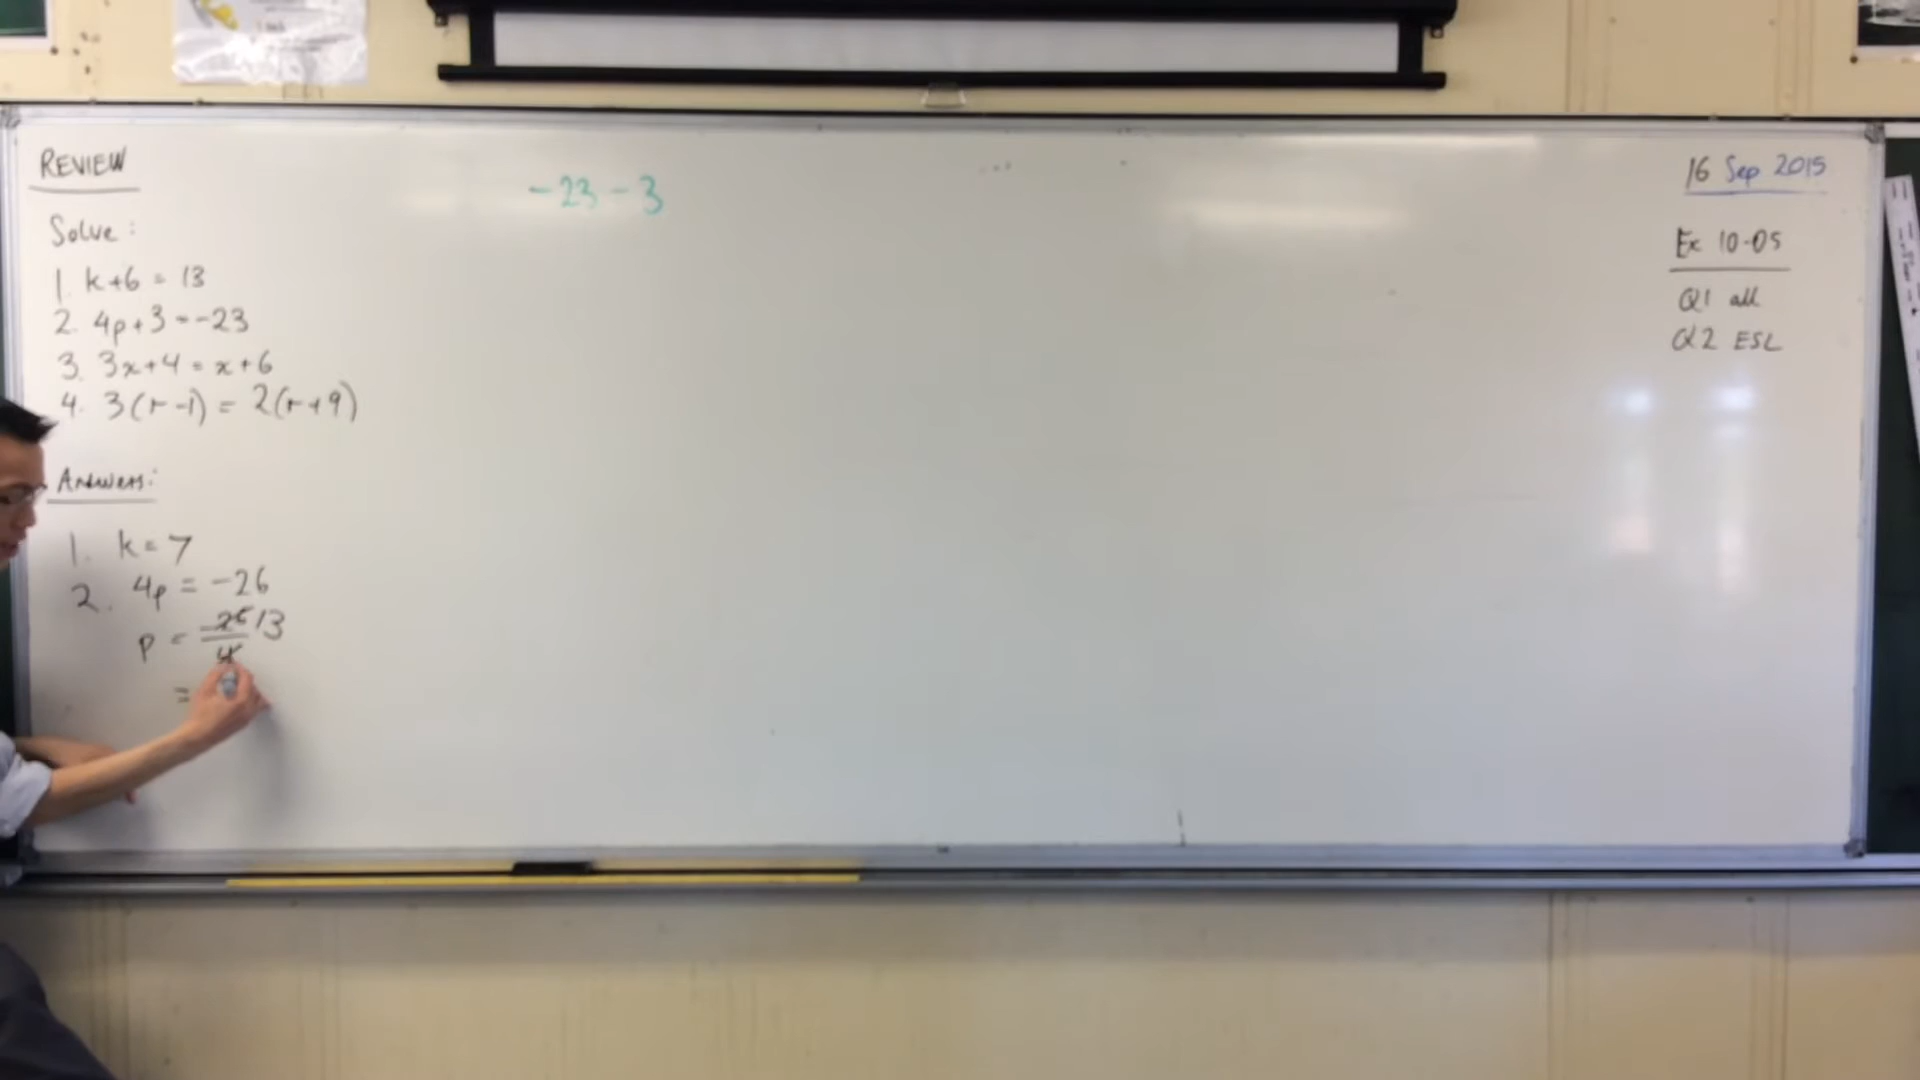 REVIEW
Solve:
1. k+6 = 13
2. 4p+3=-23
3. 3x+4 = x+6
4. 3(r-1) = 2(r+9)
Answers:
1. k = 7
2. 4p = -26
p = -26 13
4
=
-23-3
16 Sep 2015
Ex 10-05
Q1 all
Q2 ESL